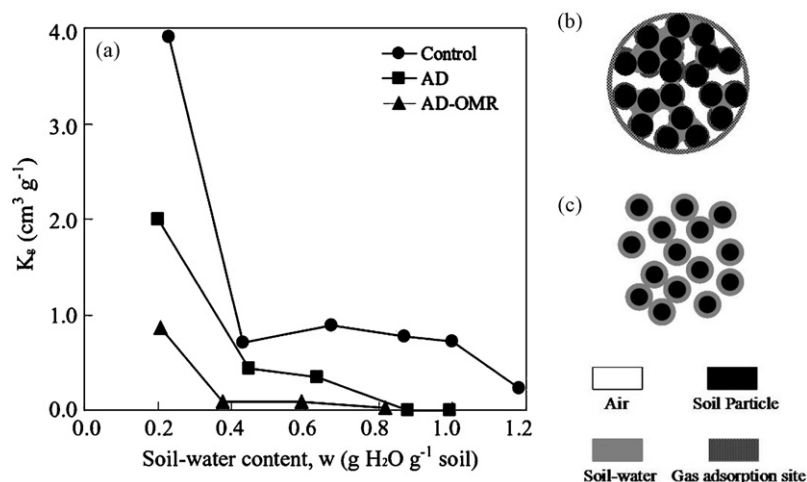 (a)
4.0
4.0
2.0
1.0
0.0
K_g (cm³ g⁻¹)
Control
AD
AD-OMR
0.0 0.2 0.4 0.6 0.8 1.0 1.2
Soil-water content, w (g H₂O g⁻¹ soil)
(b)
(c)
Air
Soil Particle
Soil-water
Gas adsorption site